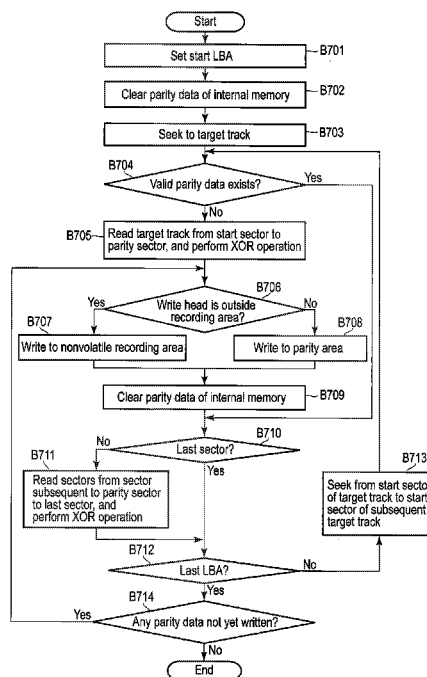 Start
Set start LBA
B701
Clear parity data of internal memory
B702
Seek to target track
B703
B704
Valid parity data exists?
Yes
No
B705
Read target track from start sector to
parity sector, and perform XOR operation
B706
Yes
Write head is outside
recording area?
No
B707
B708
Write to nonvolatile recording area
Write to parity area
Clear parity data of internal memory
B709
B710
No
Last sector?
Yes
B711
Read sectors from sector
subsequent to parity sector
to last sector, and
perform XOR operation
B713
Seek from start sector
of target track to start
sector of subsequent
target track
B712
Last LBA?
No
Yes
B714
Yes
Any parity data not yet written?
No
End